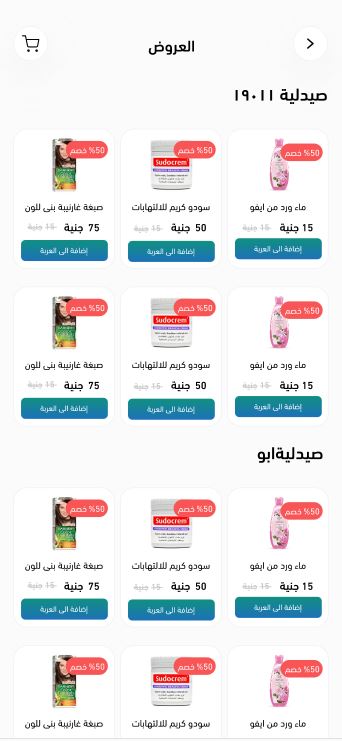 العروض
صيدلية ١٩٠١١
50% خصم
50% خصم
50% خصم
Sudocrem
GARNIER
ماء ورد من ايفو
سودو كريم للالتهابات
صبغة غارنيية بنى للون
15 جنية 15 جنية
50 جنية 15 جنية
75 جنية 15 جنية
إضافة الى العربة
إضافة الى العربة
إضافة الى العربة
50% خصم
50% خصم
50% خصم
Sudocrem
GARNIER
ماء ورد من ايفو
سودو كريم للالتهابات
صبغة غارنيية بنى للون
15 جنية 15 جنية
50 جنية 15 جنية
75 جنية 15 جنية
إضافة الى العربة
إضافة الى العربة
إضافة الى العربة
صيدليةابو
50% خصم
50% خصم
50% خصم
Sudocrem
GARNIER
ماء ورد من ايفو
سودو كريم للالتهابات
صبغة غارنيية بنى للون
15 جنية 15 جنية
50 جنية 15 جنية
75 جنية 15 جنية
إضافة الى العربة
إضافة الى العربة
إضافة الى العربة
50% خصم
50% خصم
50% خصم
Sudocrem
GARNIER
ماء ورد من ايفو
سودو كريم للالتهابات
صبغة غارنيية بنى للون